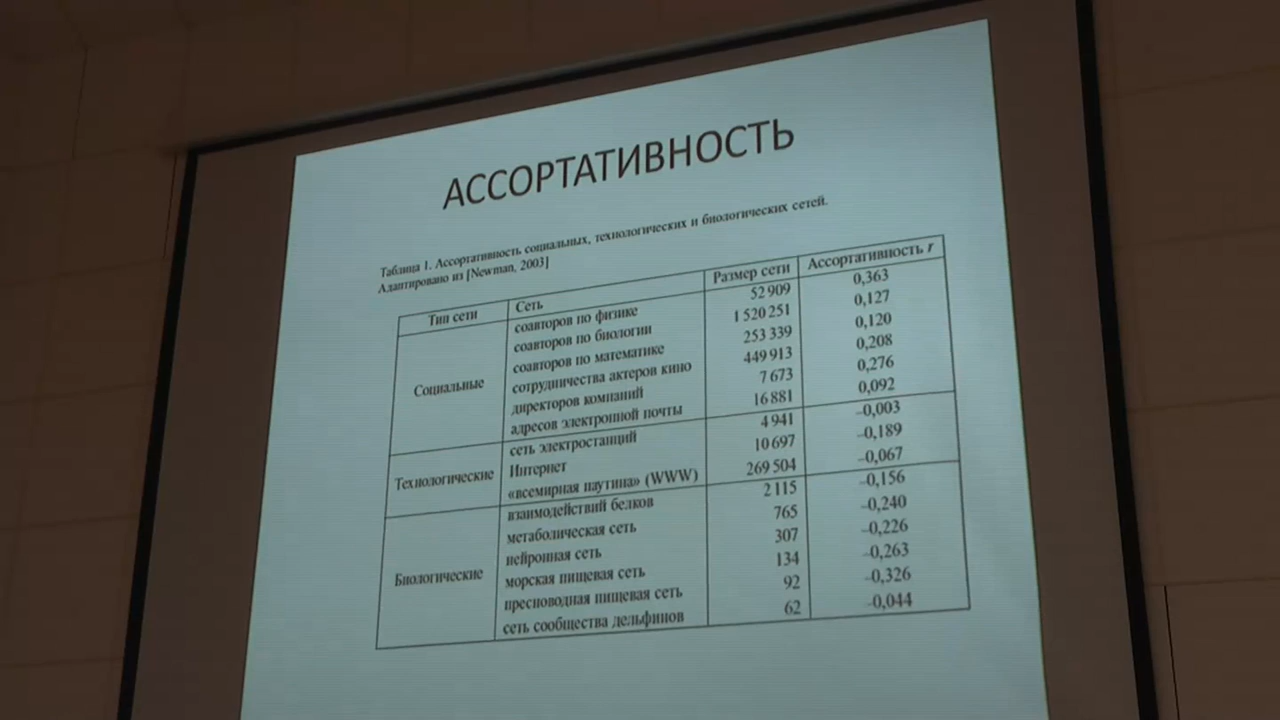 АССОРТАТИВНОСТЬ
Таблица 1. Ассортативность социальных, технологических и биологических сетей.
Адаптировано из [Newman, 2003]
Тип сети Сеть Размер сети Ассортативность r
Социальные соавторов по физике 52 909 0,363
соавторов по биологии 1 520 251 0,127
соавторов по математике 253 339 0,120
сотрудничества актеров кино 449 913 0,208
директоров компаний 7 673 0,276
адресов электронной почты 16 881 0,092
Технологические сеть электростанций 4 941 -0,003
Интернет 10 697 -0,189
«всемирная паутина» (WWW) 269 504 -0,067
Биологические взаимодействий белков 2 115 -0,156
метаболическая сеть 765 -0,240
нейронная сеть 307 -0,226
морская пищевая сеть 134 -0,263
пресноводная пищевая сеть 92 -0,326
сеть сообщества дельфинов 62 -0,044